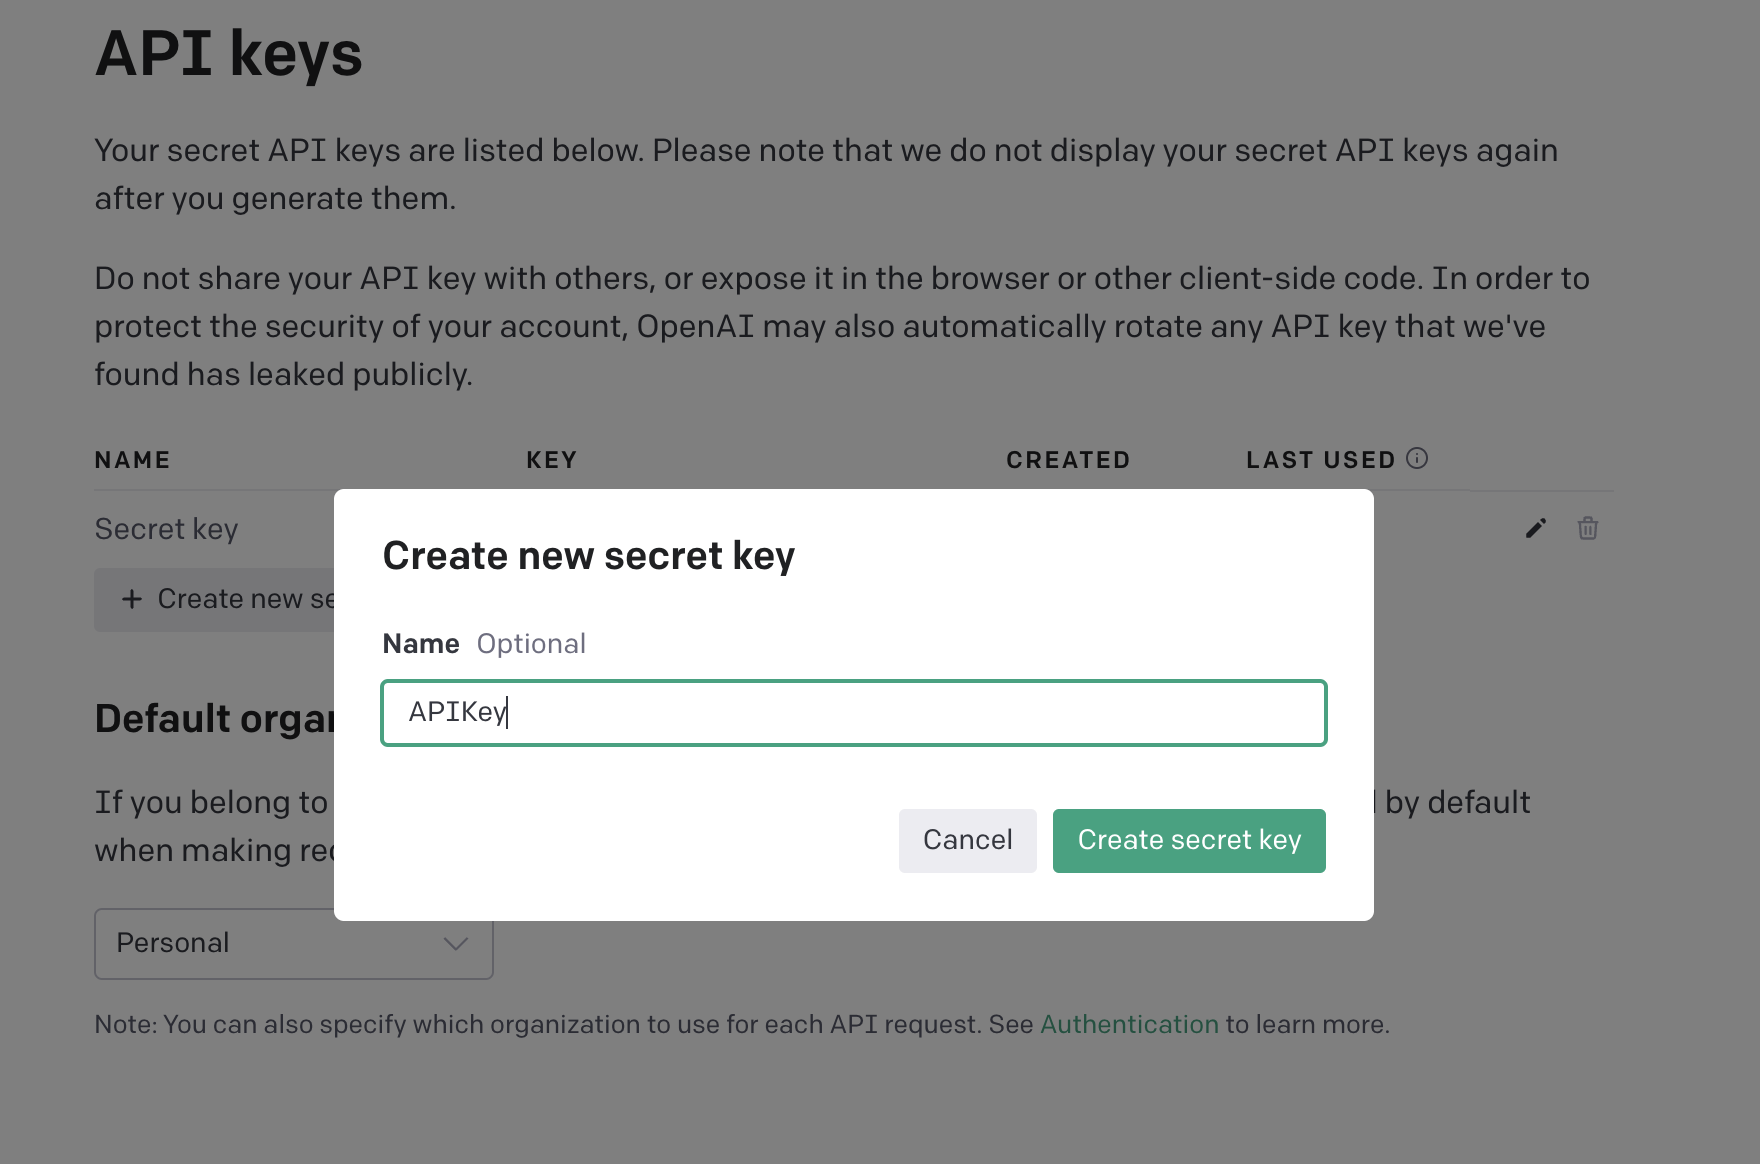 API keys
Your secret API keys are listed below. Please note that we do not display your secret API keys again
after you generate them.
Do not share your API key with others, or expose it in the browser or other client-side code. In order to
protect the security of your account, OpenAI may also automatically rotate any API key that we've
found has leaked publicly.
NAME KEY CREATED LAST USED
Secret key
+ Create new
Create new secret key
Name Optional
APIKey
Cancel Create secret key
Default
If you belong to by default
when making
Personal
Note: You can also specify which organization to use for each API request. See Authentication to learn more.